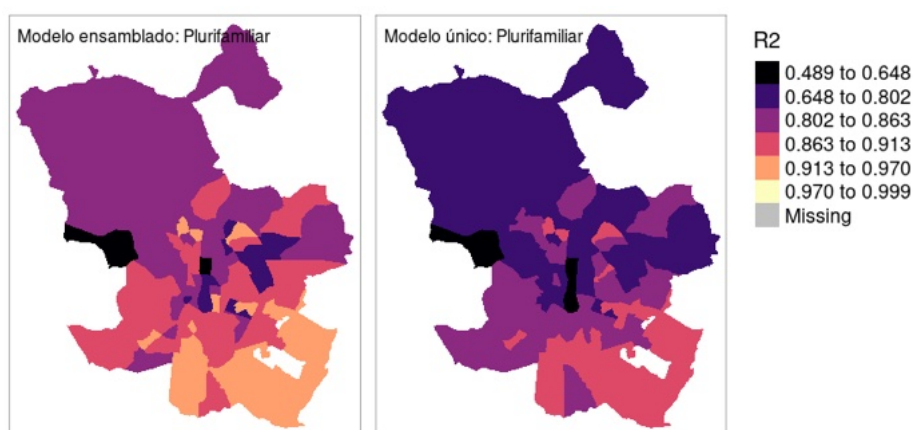 Modelo ensamblado: Plurifamiliar
Modelo único: Plurifamiliar
R2
0.489 to 0.648
0.648 to 0.802
0.802 to 0.863
0.863 to 0.913
0.913 to 0.970
0.970 to 0.999
Missing